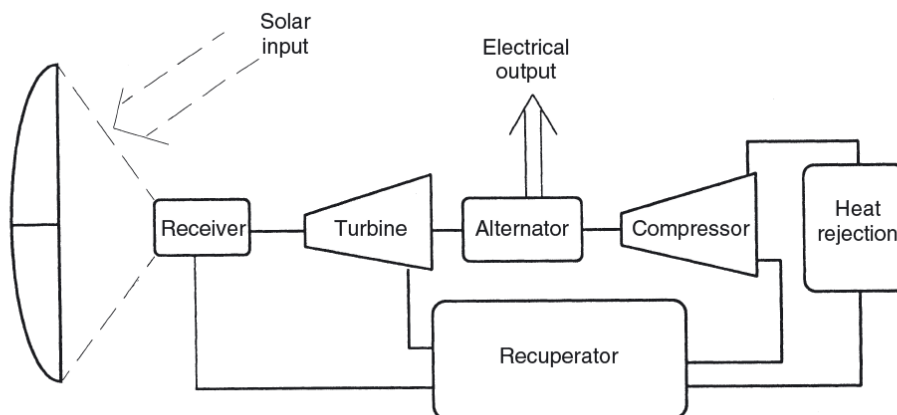 Solar
input
Electrical
output
Receiver
Turbine
Alternator
Compressor
Heat
rejection
Recuperator